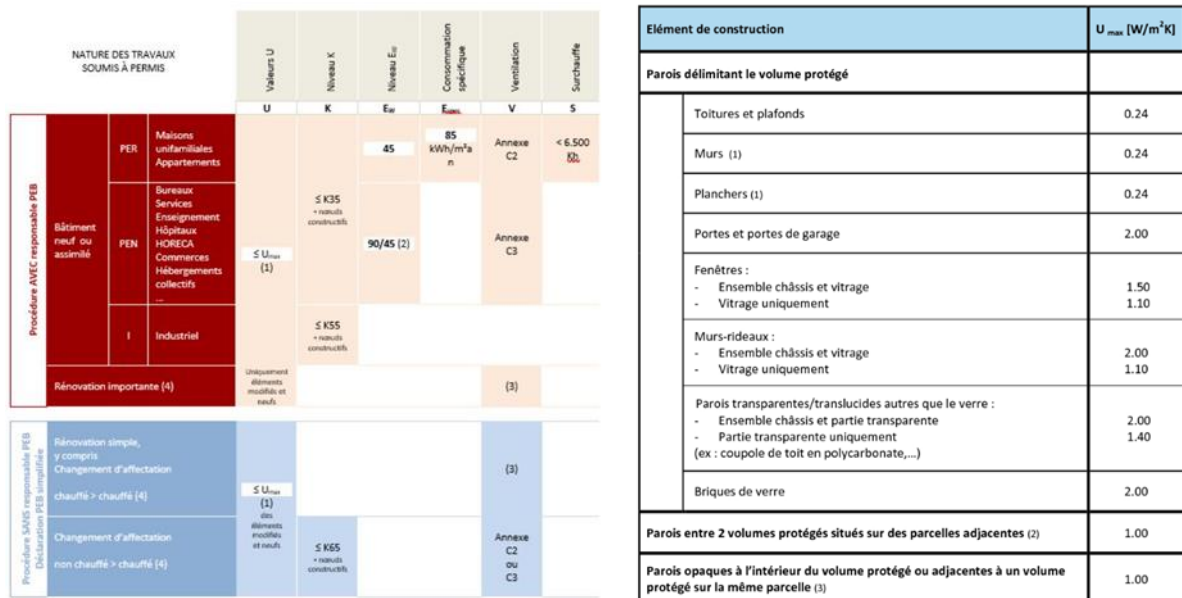 NATURE DES TRAVAUX
SOUMIS À PERMIS
Valeurs U
Niveau K
Niveau Ew
Consommation
spécifique
Ventilation
Surchauffe
U
K
Ew
Espec
V
S
Procédure AVEC responsable PEB
Bâtiment
neuf ou
assimilé
PER
Maisons
unifamiliales
Appartements
PEN
Bureaux
Services
Enseignement
Hôpitaux
HORECA
Commerces
Hébergements
collectifs
...
I
Industriel
Rénovation importante (4)
≤ Umax
(1)
Uniquement
éléments
modifiés et
neufs
≤ K35
+ nœuds
constructifs
≤ K55
+ nœuds
constructifs
45
90/45 (2)
85
kWh/m²a
n
Annexe
C2
Annexe
C3
(3)
< 6.500
Kh
Procédure SANS responsable PEB
Déclaration PEB simplifiée
Rénovation simple,
y compris
Changement d'affectation
chauffé > chauffé (4)
Changement d'affectation
non chauffé > chauffé (4)
≤ Umax
(1)
des
éléments
modifiés
et neufs
≤ K65
+ nœuds
constructifs
(3)
Annexe
C2
ou
C3
Elément de construction
U max [W/m²K]
Parois délimitant le volume protégé
Toitures et plafonds 0.24
Murs (1) 0.24
Planchers (1) 0.24
Portes et portes de garage 2.00
Fenêtres :
- Ensemble châssis et vitrage 1.50
- Vitrage uniquement 1.10
Murs-rideaux :
- Ensemble châssis et vitrage 2.00
- Vitrage uniquement 1.10
Parois transparentes/translucides autres que le verre :
- Ensemble châssis et partie transparente 2.00
- Partie transparente uniquement 1.40
(ex : coupole de toit en polycarbonate,...)
Briques de verre 2.00
Parois entre 2 volumes protégés situés sur des parcelles adjacentes (2) 1.00
Parois opaques à l'intérieur du volume protégé ou adjacentes à un volume
protégé sur la même parcelle (3) 1.00